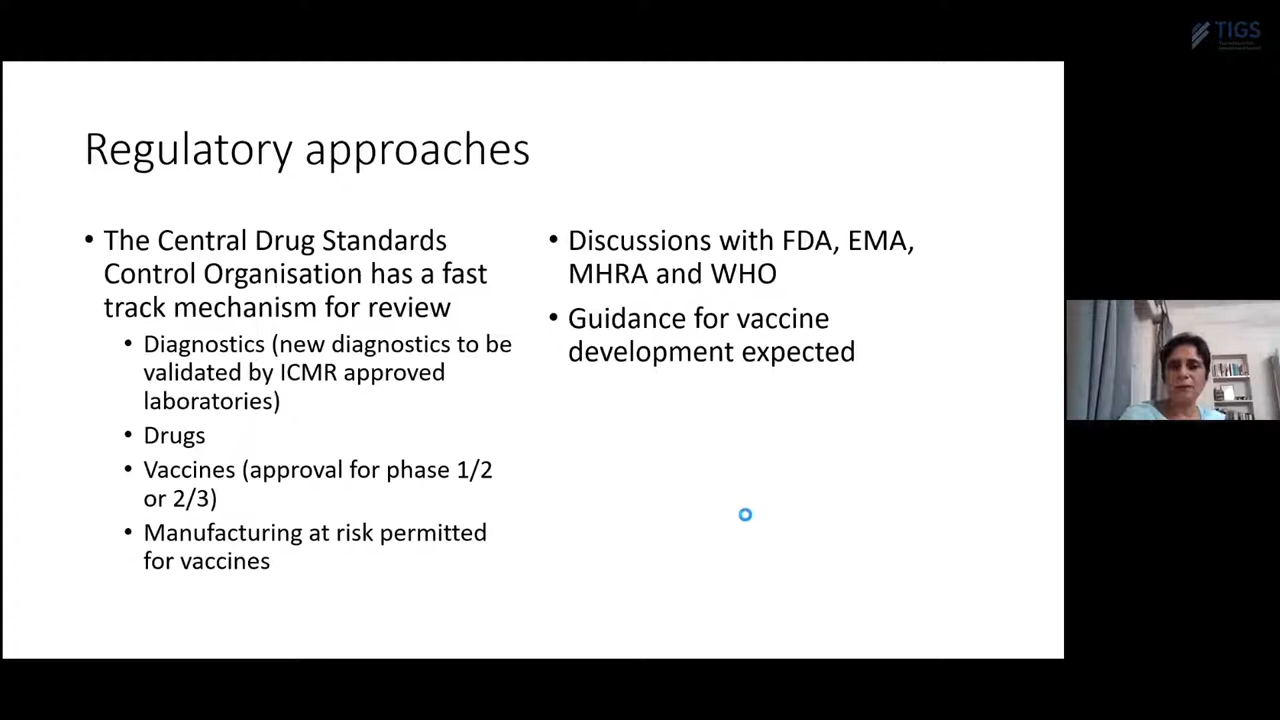 TIGS
Regulatory approaches
• The Central Drug Standards
Control Organisation has a fast
track mechanism for review
• Diagnostics (new diagnostics to be
validated by ICMR approved
laboratories)
• Drugs
• Vaccines (approval for phase 1/2
or 2/3)
• Manufacturing at risk permitted
for vaccines
• Discussions with FDA, EMA,
MHRA and WHO
• Guidance for vaccine
development expected